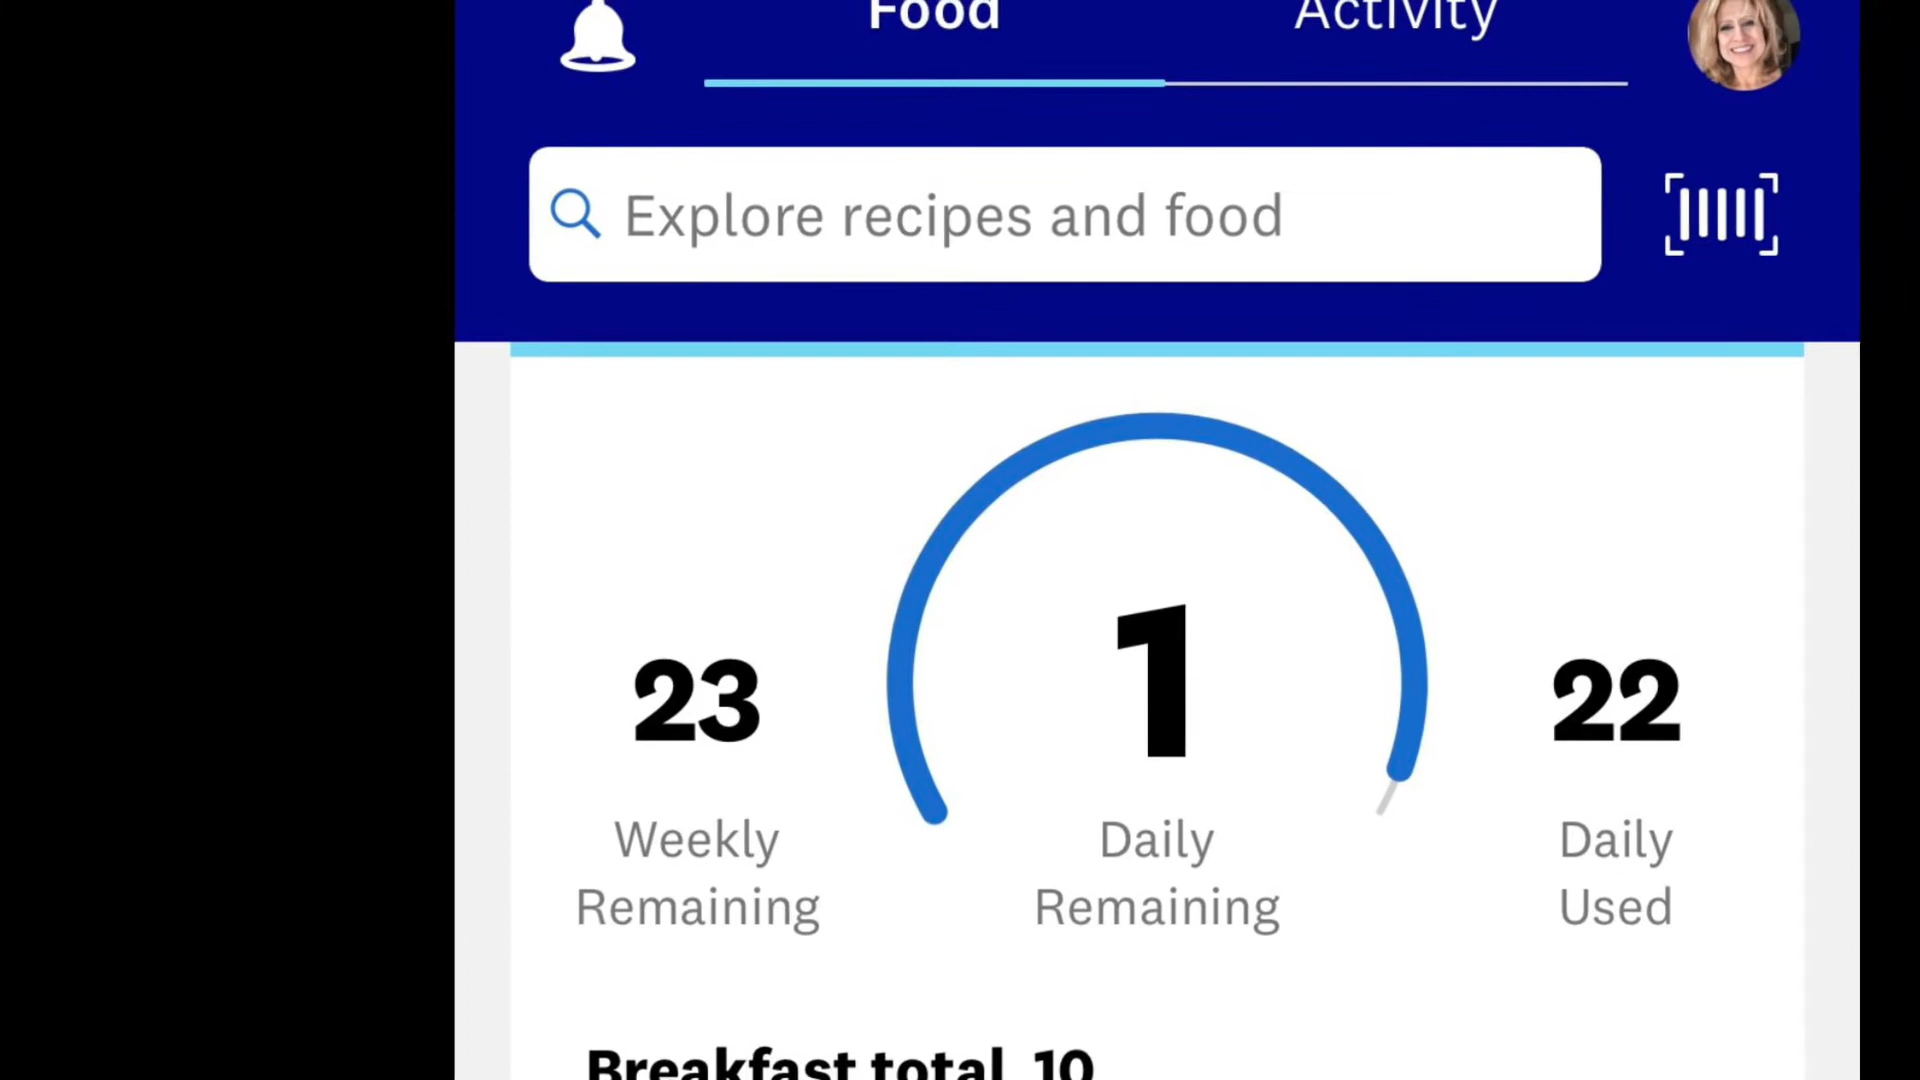 Food Activity
Explore recipes and food
23 1 22
Weekly Daily Daily
Remaining Remaining Used
Breakfast total 10